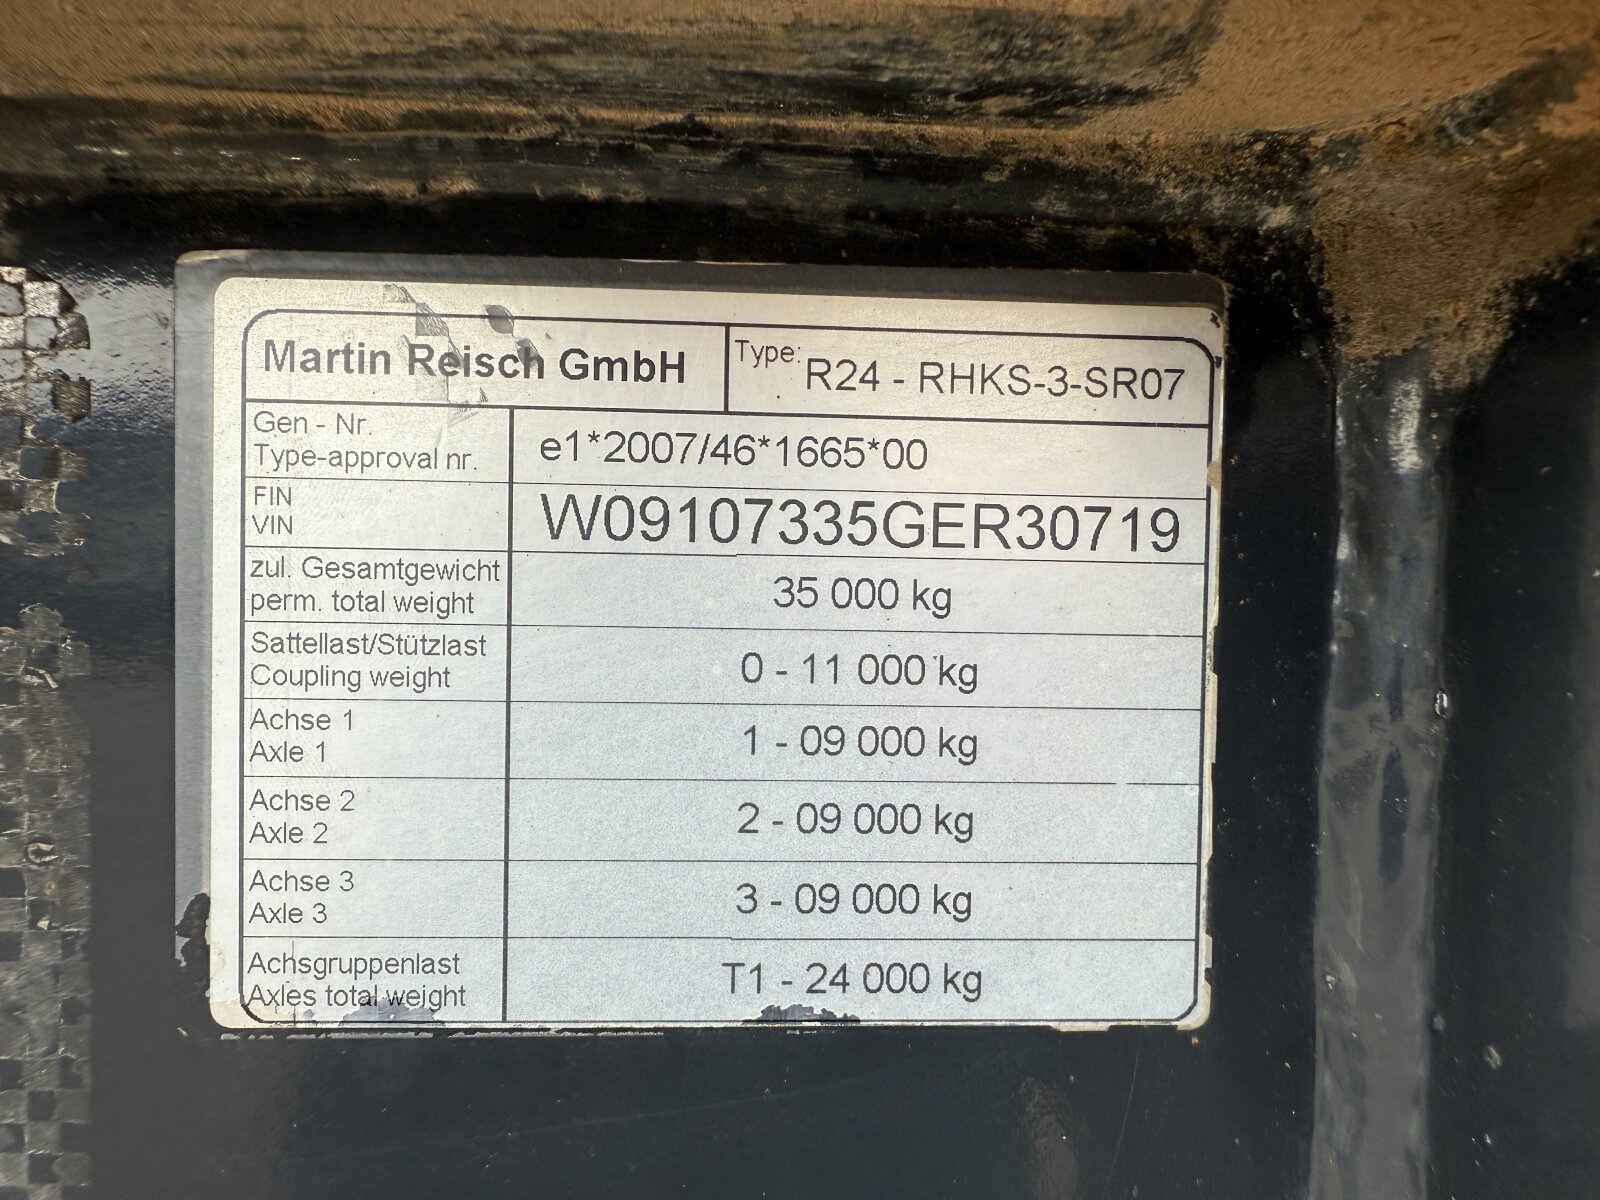 Martin Reisch GmbH
Type: R24 - RHKS-3-SR07
Gen - Nr.
Type-approval nr.
e1*2007/46*1665*00
FIN
VIN
W09107335GER30719
zul. Gesamtgewicht
perm. total weight
35 000 kg
Sattellast/Stützlast
Coupling weight
0 - 11 000 kg
Achse 1
Axle 1
1 - 09 000 kg
Achse 2
Axle 2
2 - 09 000 kg
Achse 3
Axle 3
3 - 09 000 kg
Achsgruppenlast
Axles total weight
T1 - 24 000 kg